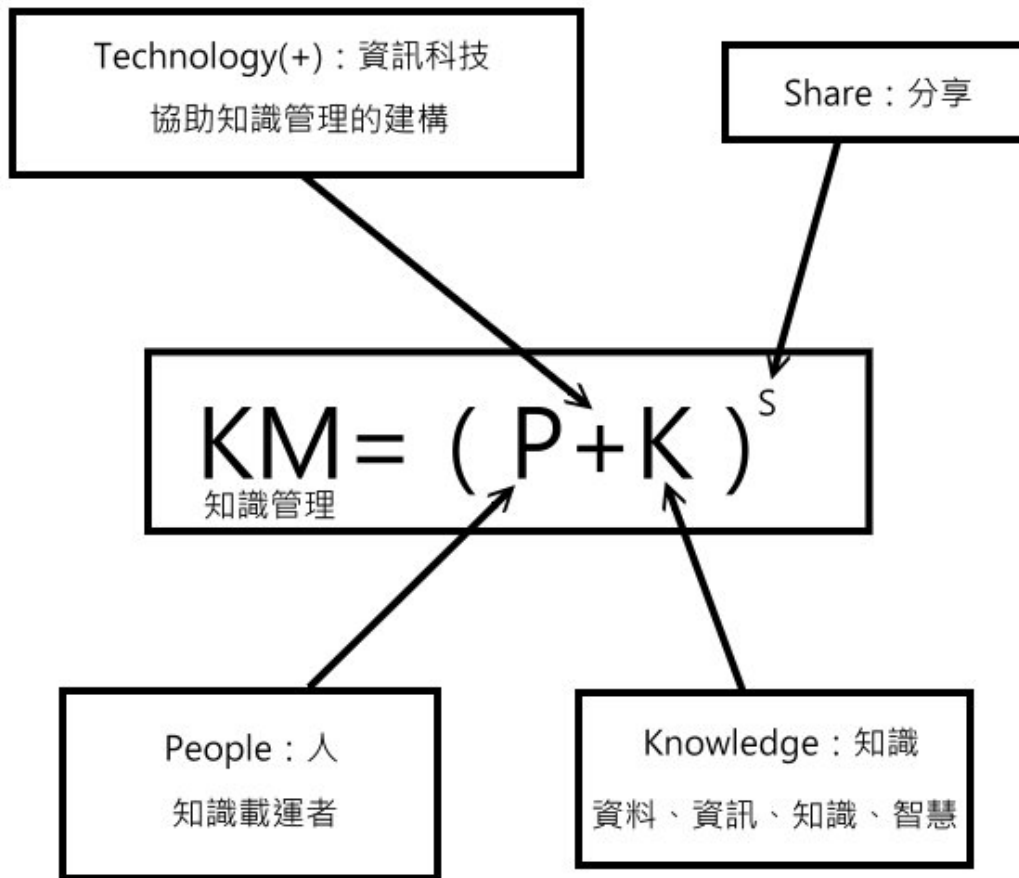 Technology(+)：資訊科技
協助知識管理的建構
Share：分享
KM=（P+K）S
知識管理
People：人
知識載運者
Knowledge：知識
資料、資訊、知識、智慧